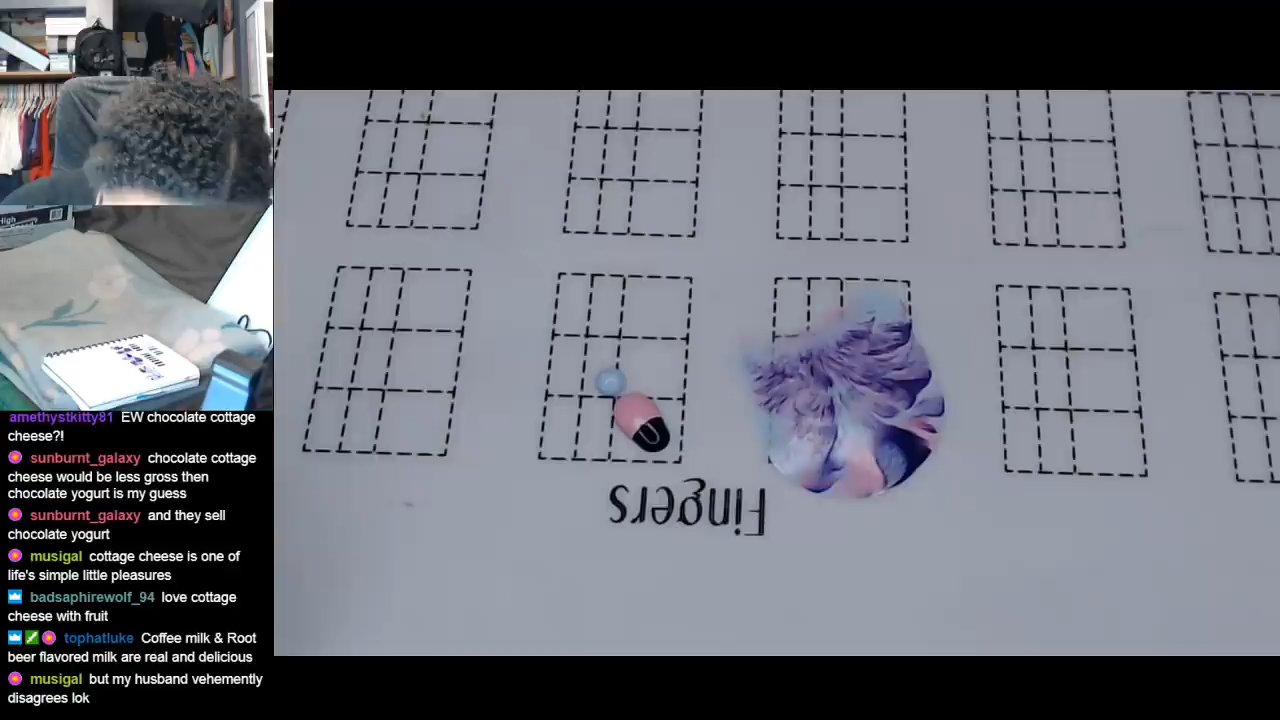 High
amethystkitty81 EW chocolate cottage
cheese?!
sunburnt_galaxy chocolate cottage
cheese would be less gross then
chocolate yogurt is my guess
sunburnt_galaxy and they sell
chocolate yogurt
musigal cottage cheese is one of
life's simple little pleasures
badsaphirewolf_94 love cottage
cheese with fruit
tophatluke Coffee milk & Root
beer flavored milk are real and delicious
musigal but my husband vehemently
disagrees lok
Fingers